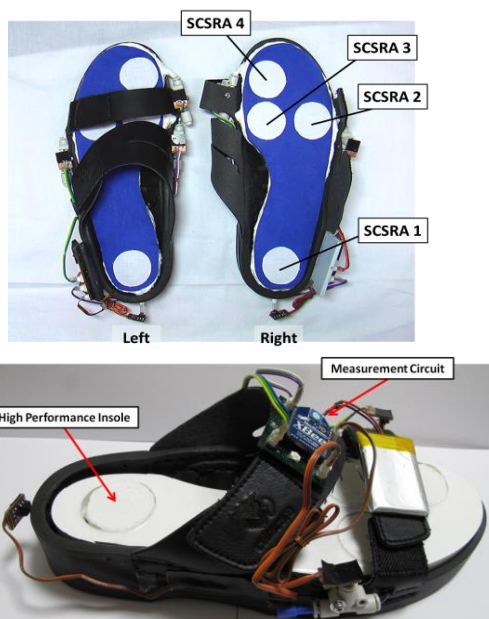 SCSRA 4
SCSRA 3
SCSRA 2
SCSRA 1
Left
Right
Measurement Circuit
High Performance Insole
XBee